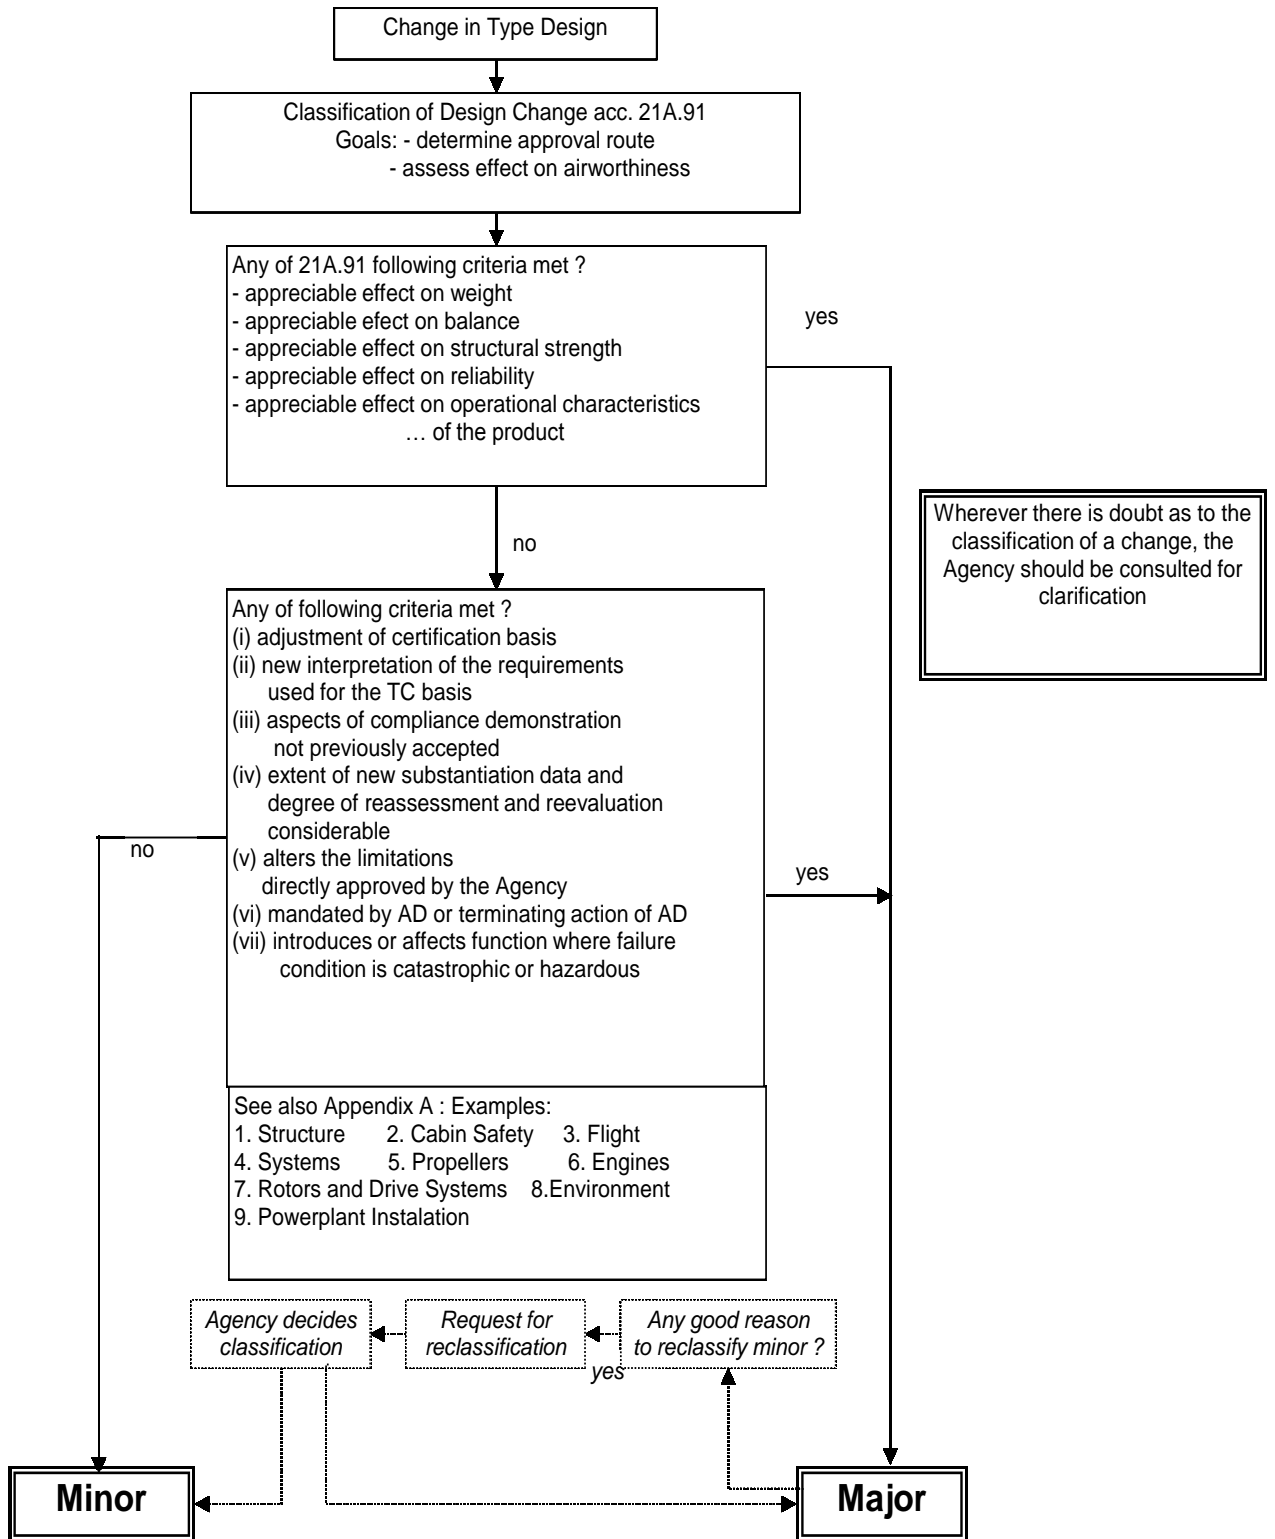 Change in Type Design
Classification of Design Change acc. 21A.91
Goals: - determine approval route
- assess effect on airworthiness
Any of 21A.91 following criteria met ?
- appreciable effect on weight
- appreciable efect on balance
- appreciable effect on structural strength
- appreciable effect on reliability
- appreciable effect on operational characteristics
… of the product
yes
Wherever there is doubt as to the
classification of a change, the
Agency should be consulted for
clarification
no
Any of following criteria met ?
(i) adjustment of certification basis
(ii) new interpretation of the requirements
used for the TC basis
(iii) aspects of compliance demonstration
not previously accepted
(iv) extent of new substantiation data and
degree of reassessment and reevaluation
considerable
(v) alters the limitations
directly approved by the Agency
(vi) mandated by AD or terminating action of AD
(vii) introduces or affects function where failure
condition is catastrophic or hazardous
no
yes
See also Appendix A : Examples:
1. Structure 2. Cabin Safety 3. Flight
4. Systems 5. Propellers 6. Engines
7. Rotors and Drive Systems 8.Environment
9. Powerplant Instalation
Agency decides
classification
Request for
reclassification
Any good reason
to reclassify minor ?
yes
Minor
Major